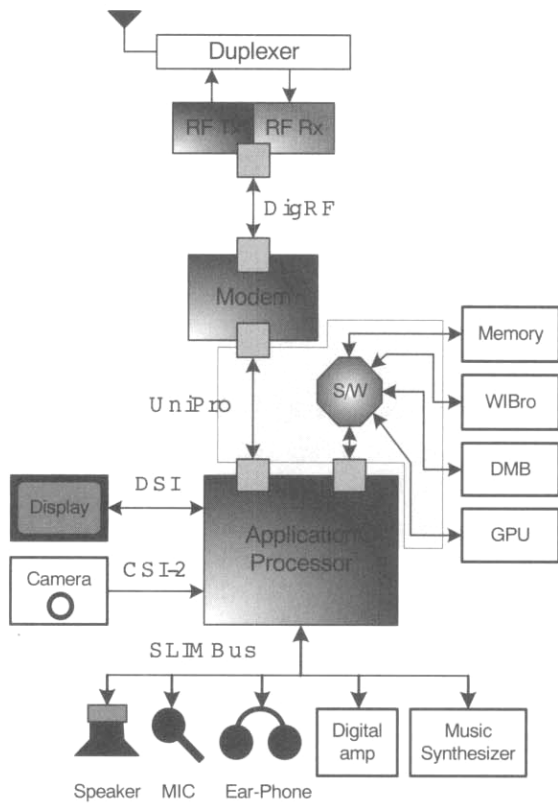 Duplexer
RF Tx RF Rx
DigRF
Modem
Memory
S/W
WIBro
UniPro
DMB
DSI
Display
GPU
Application
Processor
Camera
CSI-2
SLIMBus
Digital
amp
Music
Synthesizer
Speaker MIC Ear-Phone